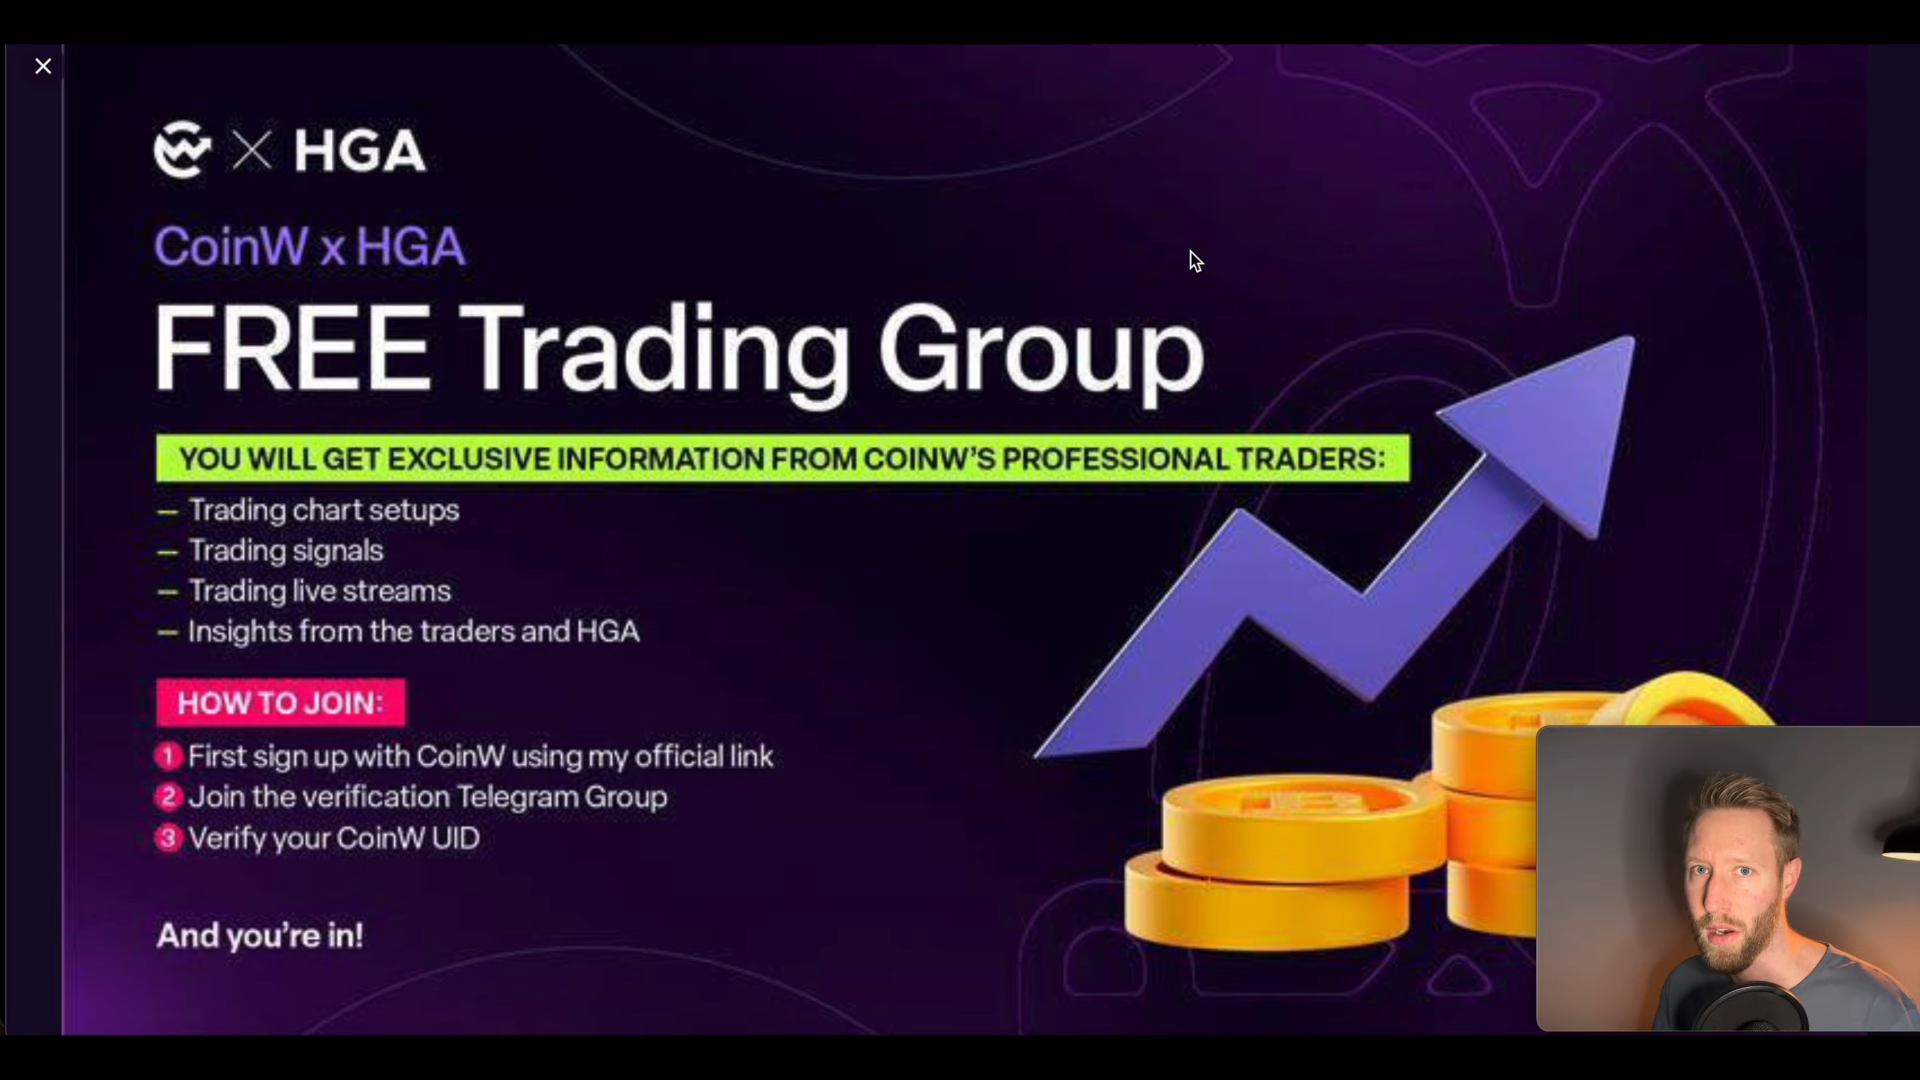 HGA
CoinW x HGA
FREE Trading Group
YOU WILL GET EXCLUSIVE INFORMATION FROM COINW'S PROFESSIONAL TRADERS:
– Trading chart setups
– Trading signals
– Trading live streams
– Insights from the traders and HGA
HOW TO JOIN:
1 First sign up with CoinW using my official link
2 Join the verification Telegram Group
3 Verify your CoinW UID
And you're in!